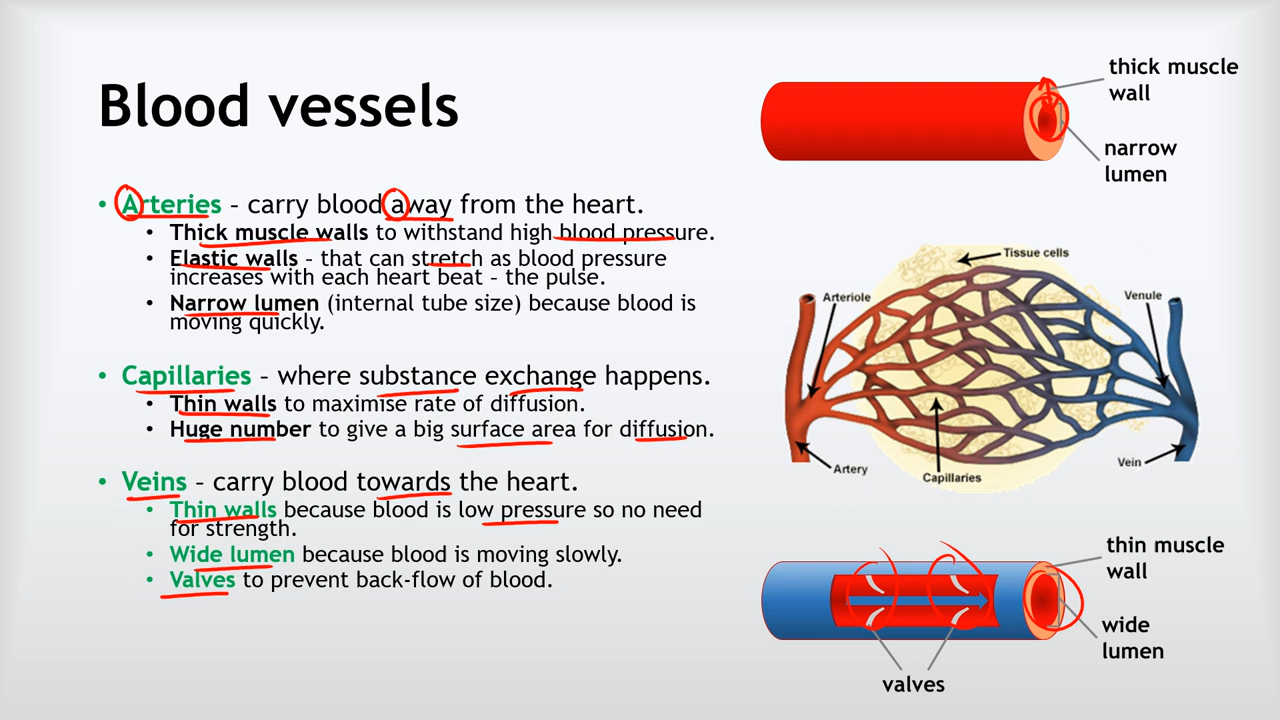 Blood vessels
• Arteries – carry blood away from the heart.
• Thick muscle walls to withstand high blood pressure.
• Elastic walls – that can stretch as blood pressure
increases with each heart beat – the pulse.
• Narrow lumen (internal tube size) because blood is
moving quickly.
• Capillaries – where substance exchange happens.
• Thin walls to maximise rate of diffusion.
• Huge number to give a big surface area for diffusion.
• Veins – carry blood towards the heart.
• Thin walls because blood is low pressure so no need
for strength.
• Wide lumen because blood is moving slowly.
• Valves to prevent back-flow of blood.
thick muscle
wall
narrow
lumen
Tissue cells
Arteriole
Venule
Artery
Capillaries
Vein
thin muscle
wall
wide
lumen
valves